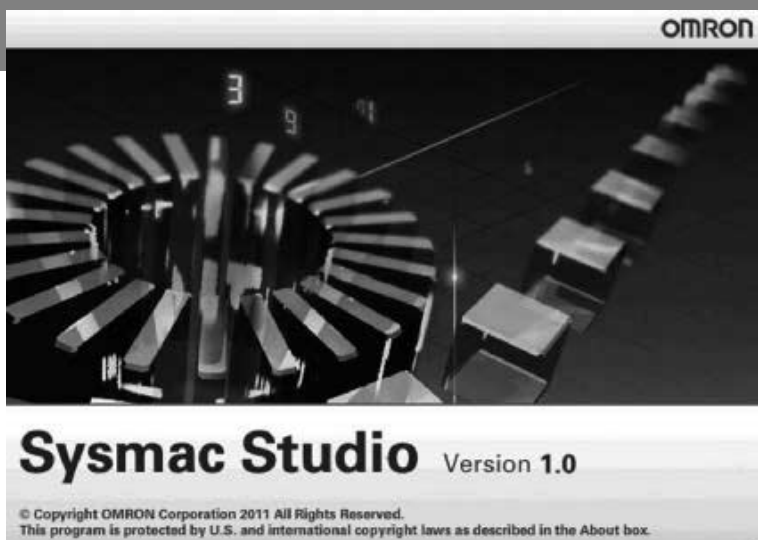 OMRON
3
9
Sysmac Studio Version 1.0
© Copyright OMRON Corporation 2011 All Rights Reserved.
This program is protected by U.S. and international copyright laws as described in the About box.